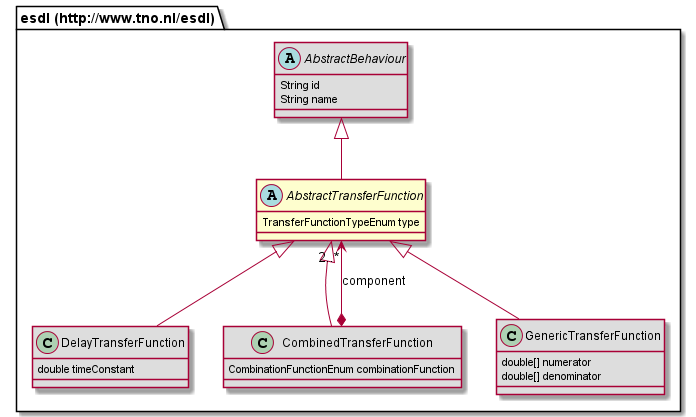 esdl (http://www.tno.nl/esdl)
A AbstractBehaviour
String id
String name
A AbstractTransferFunction
TransferFunctionTypeEnum type
2 *
component
C DelayTransferFunction
double timeConstant
C CombinedTransferFunction
CombinationFunctionEnum combinationFunction
C GenericTransferFunction
double[] numerator
double[] denominator